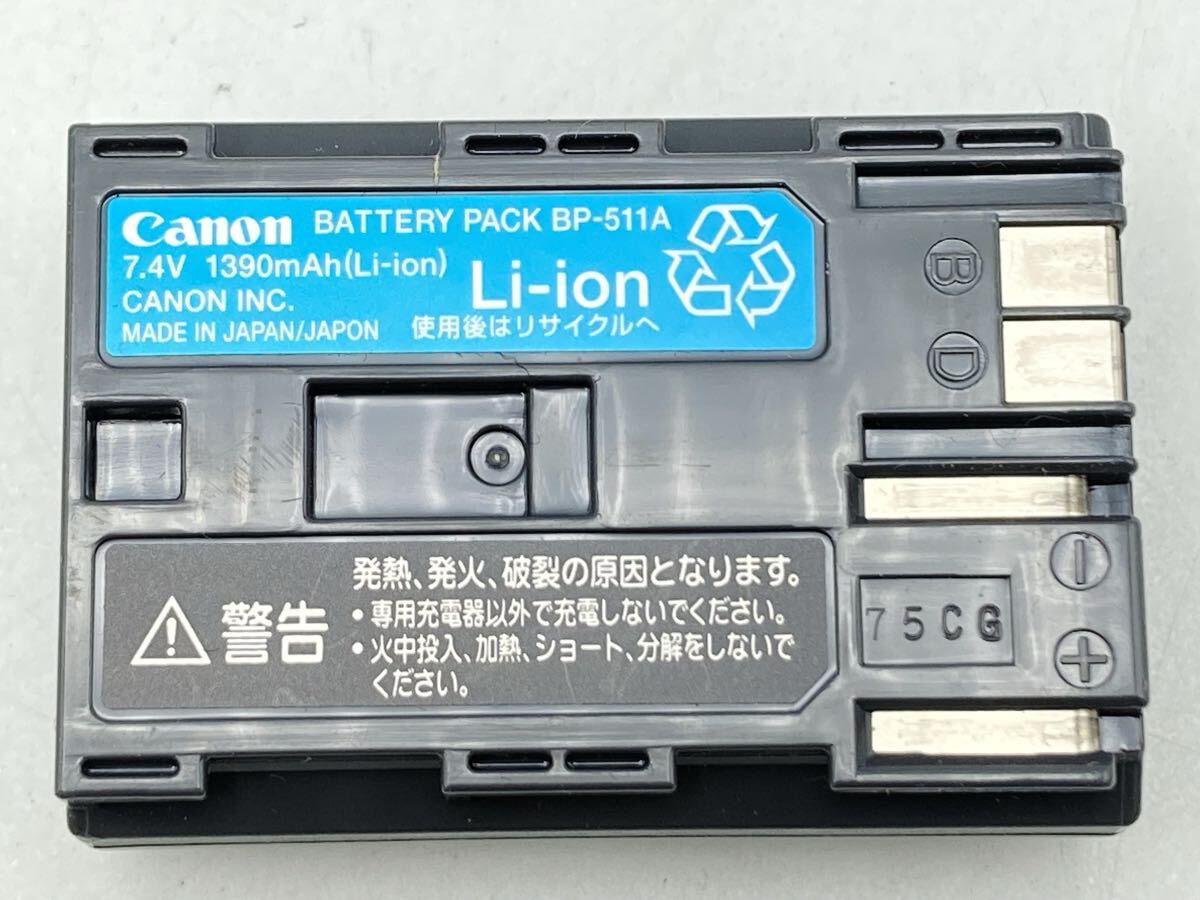 Canon BATTERY PACK BP-511A
7.4V 1390mAh(Li-ion)
CANON INC.
MADE IN JAPAN/JAPON
Li-ion
使用後はリサイクルへ
B
D
警告
発熱、発火、破裂の原因となります。
・専用充電器以外で充電しないでください。
・火中投入、加熱、ショート、分解をしないで
ください。
75CG
−
+